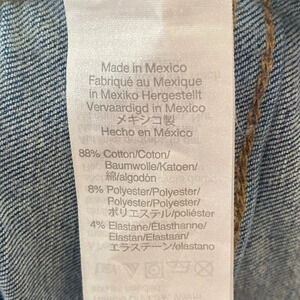 Made in Mexico
Fabriqué au Mexique
in Mexiko Hergestellt
Vervaardigd in Mexico
メキシコ製
Hecho en México
88% Cotton/Coton/
Baumwolle/Katoen/
綿/algodón
8% Polyester/Polyester/
Polyester/Polyester/
ポリエステル/poliéster
4% Elastane/Élasthanne/
Elastan/Elastaan/
エラステーン/elastano